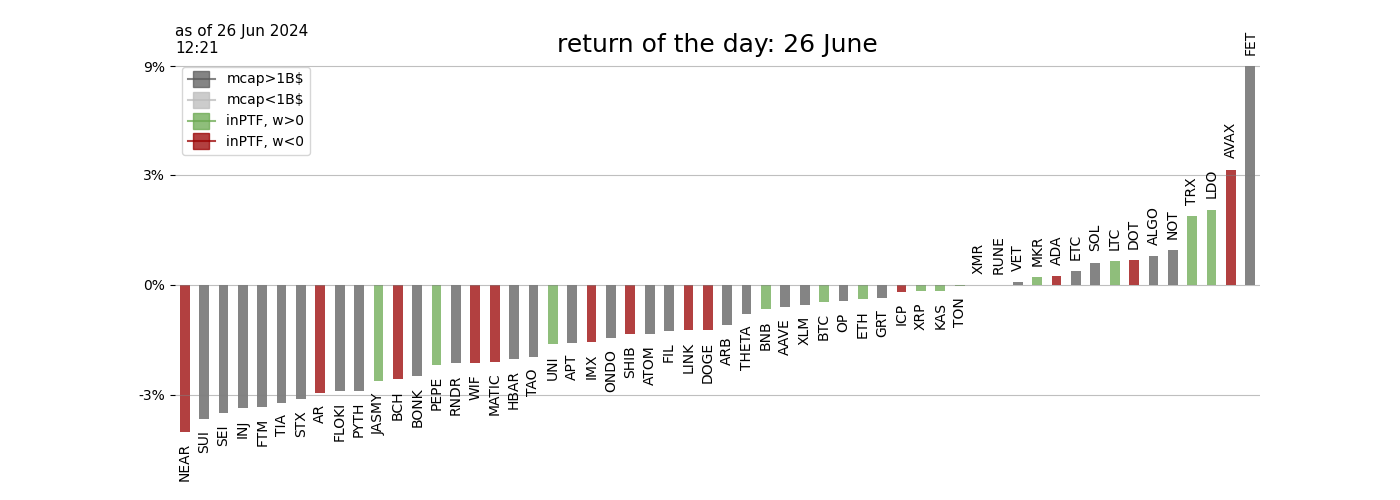 as of 26 Jun 2024
12:21
return of the day: 26 June
mcap>1B$
mcap<1B$
inPTF, w>0
inPTF, w<0
9%
3%
0%
-3%
NEAR
SUI
SEI
INJ
FTM
TIA
STX
AR
FLOKI
PYTH
JASMY
BCH
BONK
PEPE
RNDR
WIF
MATIC
HBAR
TAO
UNI
APT
IMX
ONDO
SHIB
ATOM
FIL
LINK
DOGE
ARB
THETA
BNB
AAVE
XLM
BTC
OP
ETH
GRT
ICP
XRP
KAS
TON
XMR
RUNE
VET
MKR
ADA
ETC
SOL
LTC
DOT
ALGO
NOT
TRX
LDO
AVAX
FET